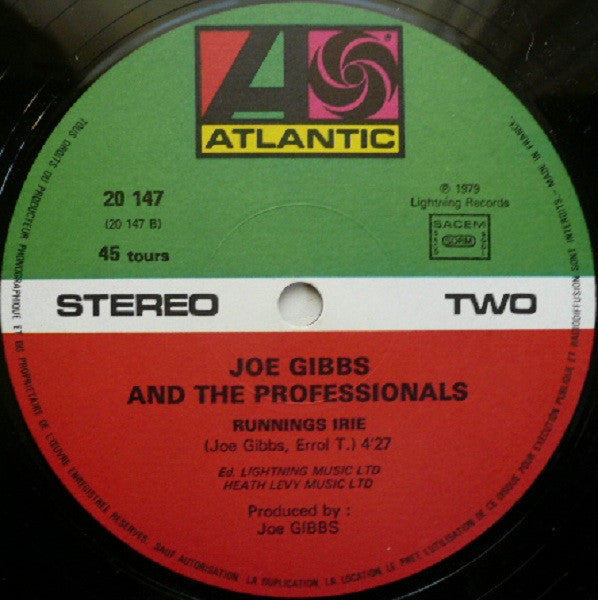 ATLANTIC
®
20 147
(20 147 B)
45 tours
℗ 1979
Lightning Records
SACEM
SDRM
STEREO
TWO
JOE GIBBS
AND THE PROFESSIONALS
RUNNINGS IRIE
(Joe Gibbs, Errol T.) 4'27
Ed. LIGHTNING MUSIC LTD
HEATH LEVY MUSIC LTD
Produced by :
Joe GIBBS
TOUS DROITS DU PRODUCTEUR PHONOGRAPHIQUE ET DU PROPRIETAIRE DE L'ŒUVRE ENREGISTREE RESERVES. SAUF AUTORISATION, LA DUPLICATION, LA LOCATION, LE PRET, L'UTILISATION DE CE DISQUE POUR EXECUTION PUBLIQUE ET RADIODIFFUSION SONT INTERDITS - MADE IN FRANCE.